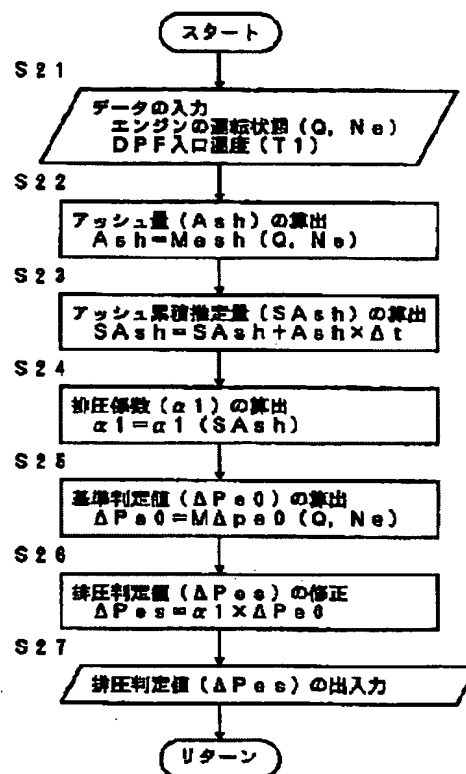 スタート
S21
データの入力
エンジンの運転状態(Q, Ne)
DPF入口温度(T1)
S22
アッシュ量(Ash)の算出
Ash=Mesh(Q, Ne)
S23
アッシュ累積推定量(SAsh)の算出
SAsh=SAsh+Ash×Δt
S24
排圧係数(α1)の算出
α1=α1(SAsh)
S25
基準判定値(ΔPe0)の算出
ΔPe0=MΔpe0(Q, Ne)
S26
排圧判定値(ΔPes)の修正
ΔPes=α1×ΔPe0
S27
排圧判定値(ΔPes)の出入力
リターン